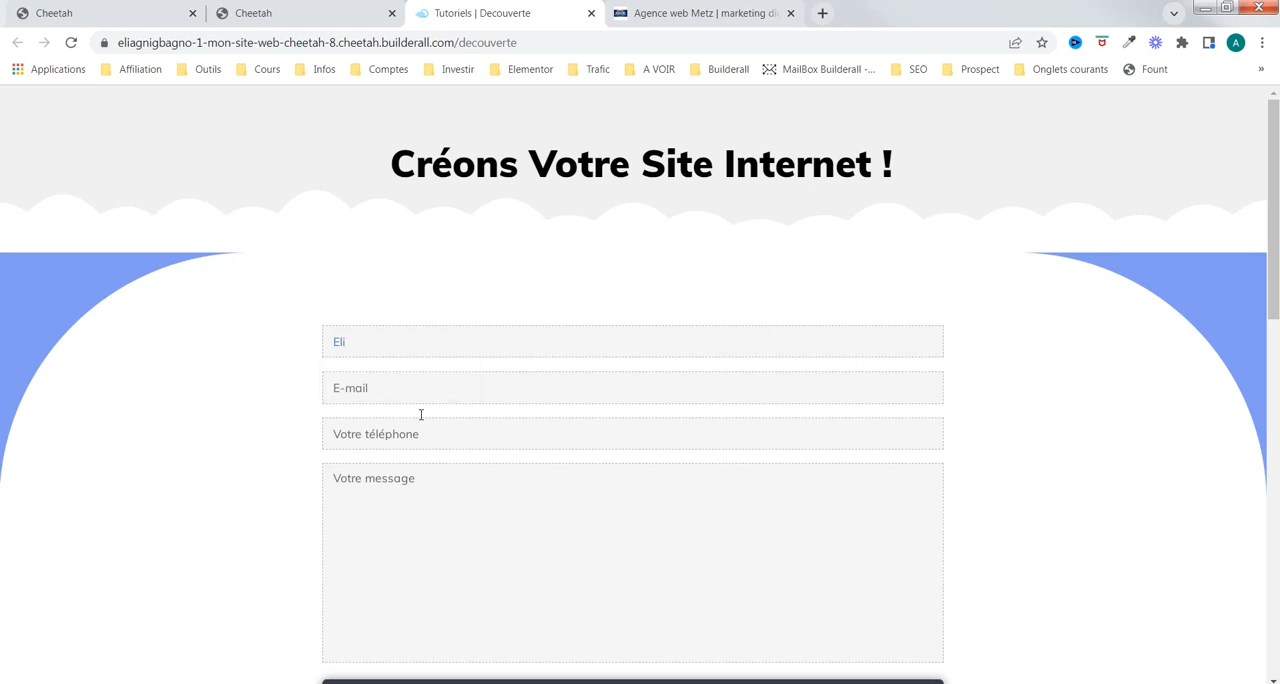 Cheetah
Cheetah
Tutoriels | Decouverte
Agence web Metz | marketing di
eliagnigbagno-1-mon-site-web-cheetah-8.cheetah.builderall.com/decouverte
A
Applications
Affiliation
Outils
Cours
Infos
Comptes
Investir
Elementor
Trafic
A VOIR
Builderall
MailBox Builderall -...
SEO
Prospect
Onglets courants
Fount
»
Créons Votre Site Internet !
Eli
E-mail
Votre téléphone
Votre message